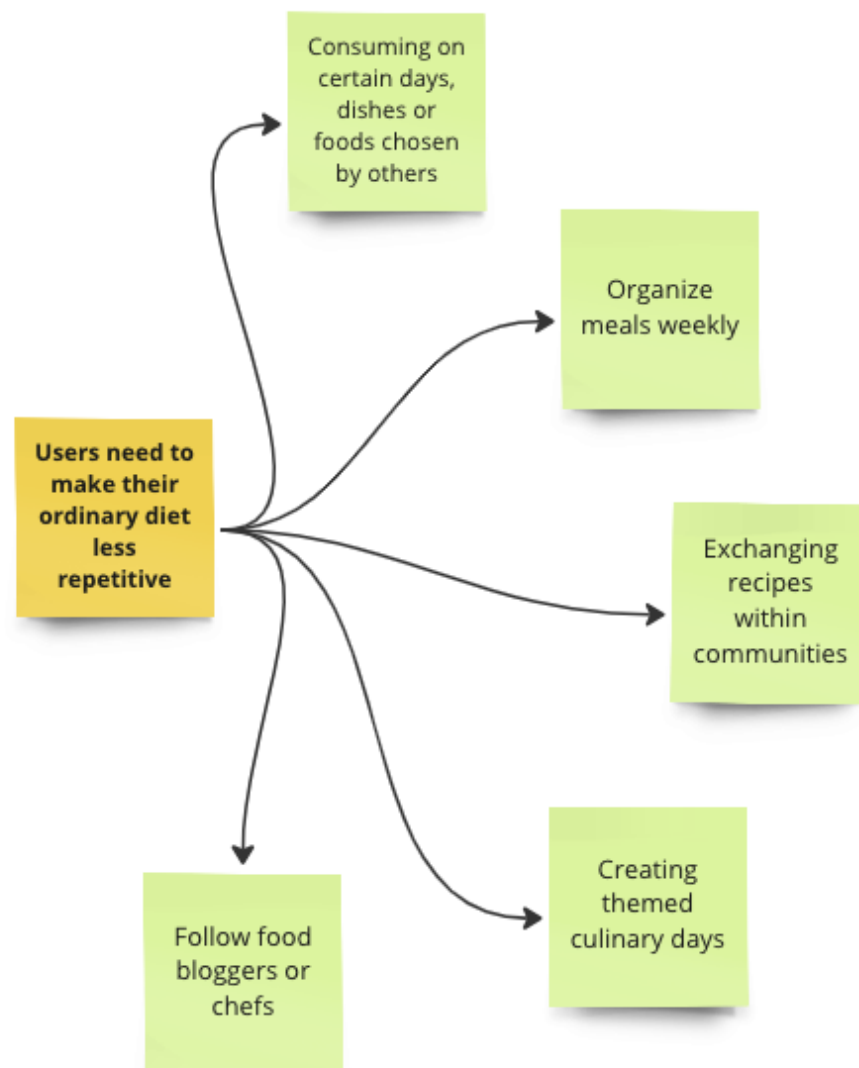 Consuming on
certain days,
dishes or
foods chosen
by others
Organize
meals weekly
Users need to
make their
ordinary diet
less
repetitive
Exchanging
recipes
within
communities
Creating
themed
culinary days
Follow food
bloggers or
chefs